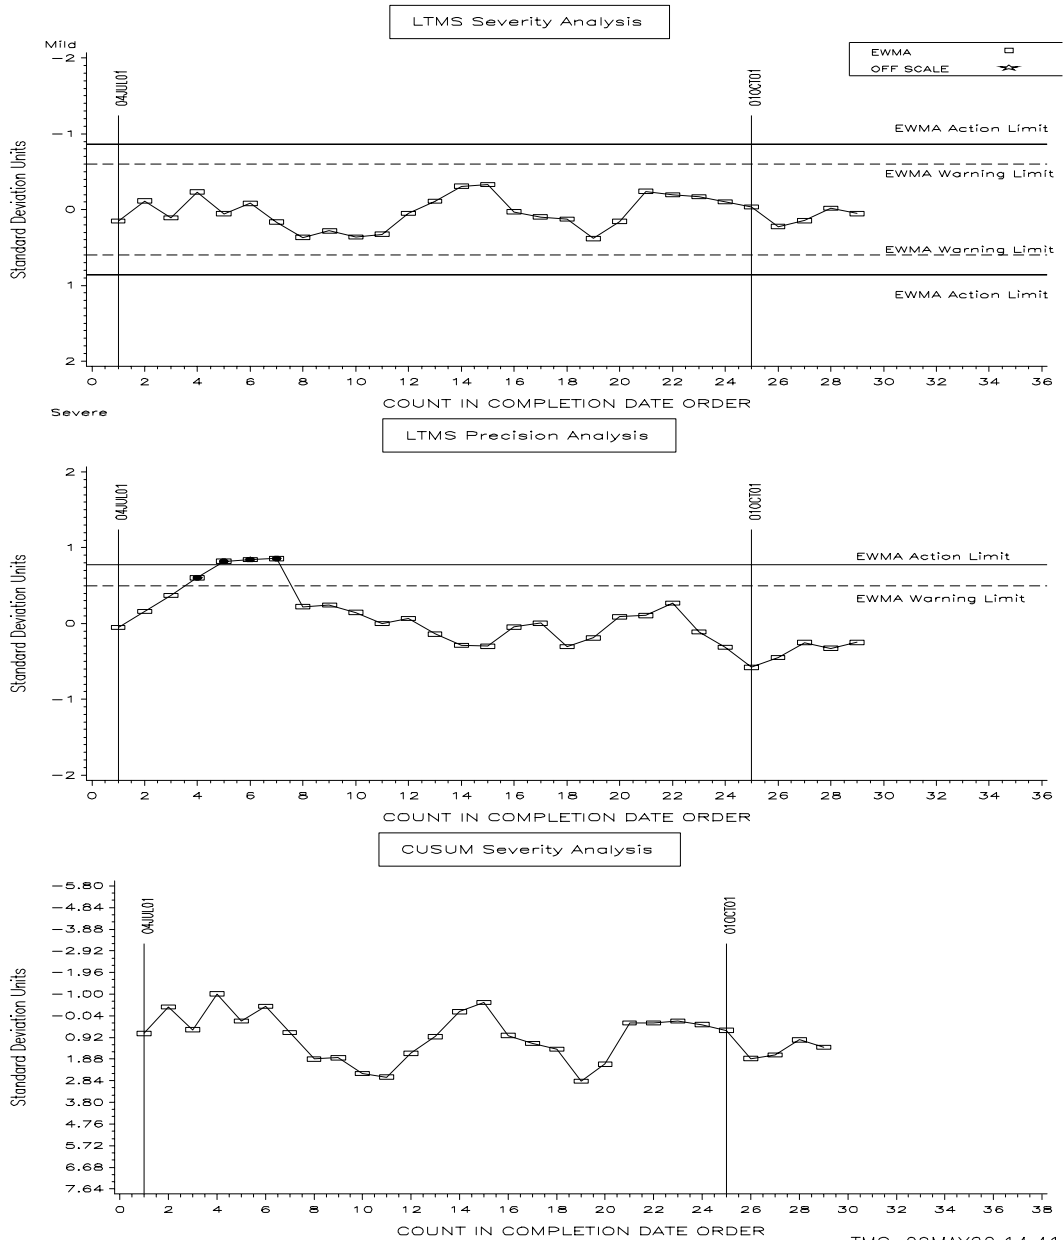 LTMS Severity Analysis
Mild
EWMA
OFF SCALE
04JUL01
01OCT01
EWMA Action Limit
EWMA Warning Limit
EWMA Warning Limit
EWMA Action Limit
Standard Deviation Units
-2
-1
0
1
2
0 2 4 6 8 10 12 14 16 18 20 22 24 26 28 30 32 34 36
COUNT IN COMPLETION DATE ORDER
Severe
LTMS Precision Analysis
04JUL01
01OCT01
EWMA Action Limit
EWMA Warning Limit
Standard Deviation Units
2
1
0
-1
-2
0 2 4 6 8 10 12 14 16 18 20 22 24 26 28 30 32 34 36
COUNT IN COMPLETION DATE ORDER
CUSUM Severity Analysis
04JUL01
01OCT01
Standard Deviation Units
-5.80
-4.84
-3.88
-2.92
-1.96
-1.00
-0.04
0.92
1.88
2.84
3.80
4.76
5.72
6.68
7.64
0 2 4 6 8 10 12 14 16 18 20 22 24 26 28 30 32 34 36 38
COUNT IN COMPLETION DATE ORDER